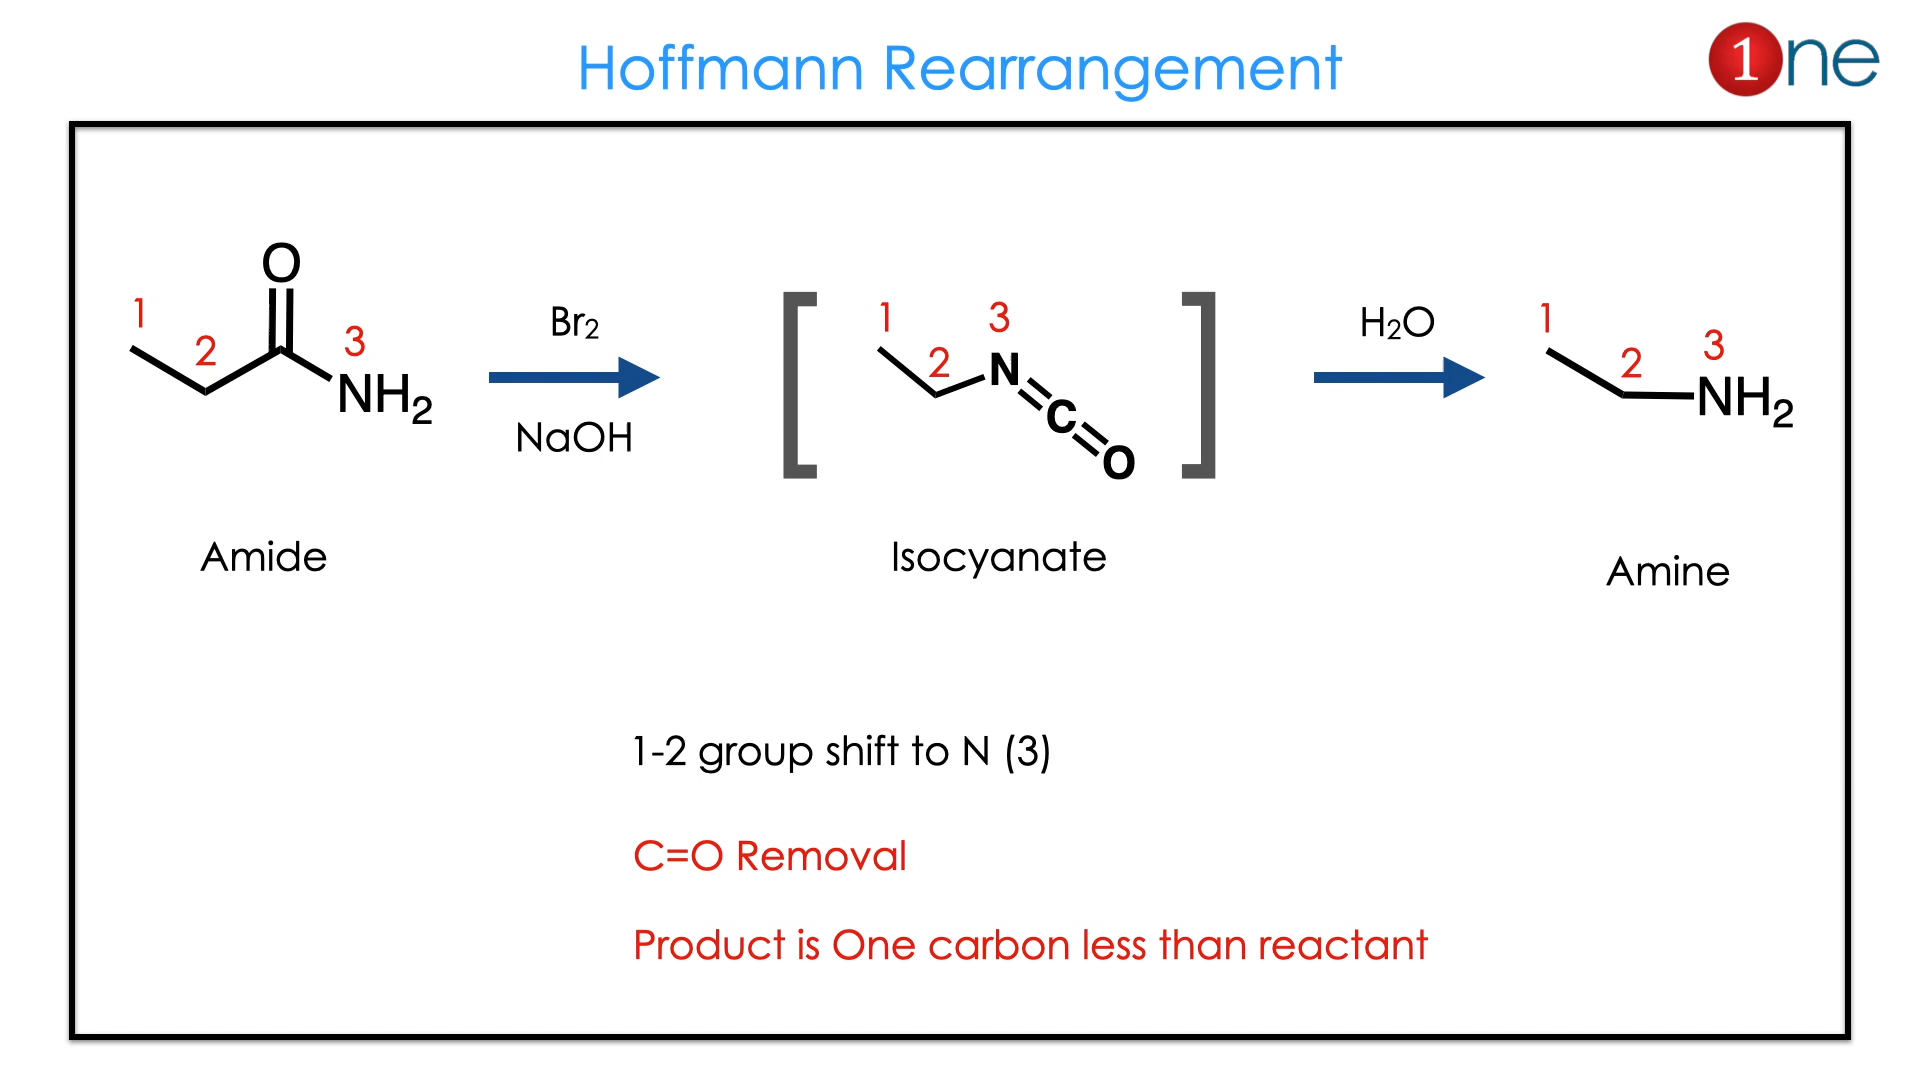 Hoffmann Rearrangement
1ne
O
1
2
3
NH2
Br2
NaOH
1
2
3
N
C
O
H2O
1
2
3
NH2
Amide
Isocyanate
Amine
1-2 group shift to N (3)
C=O Removal
Product is One carbon less than reactant